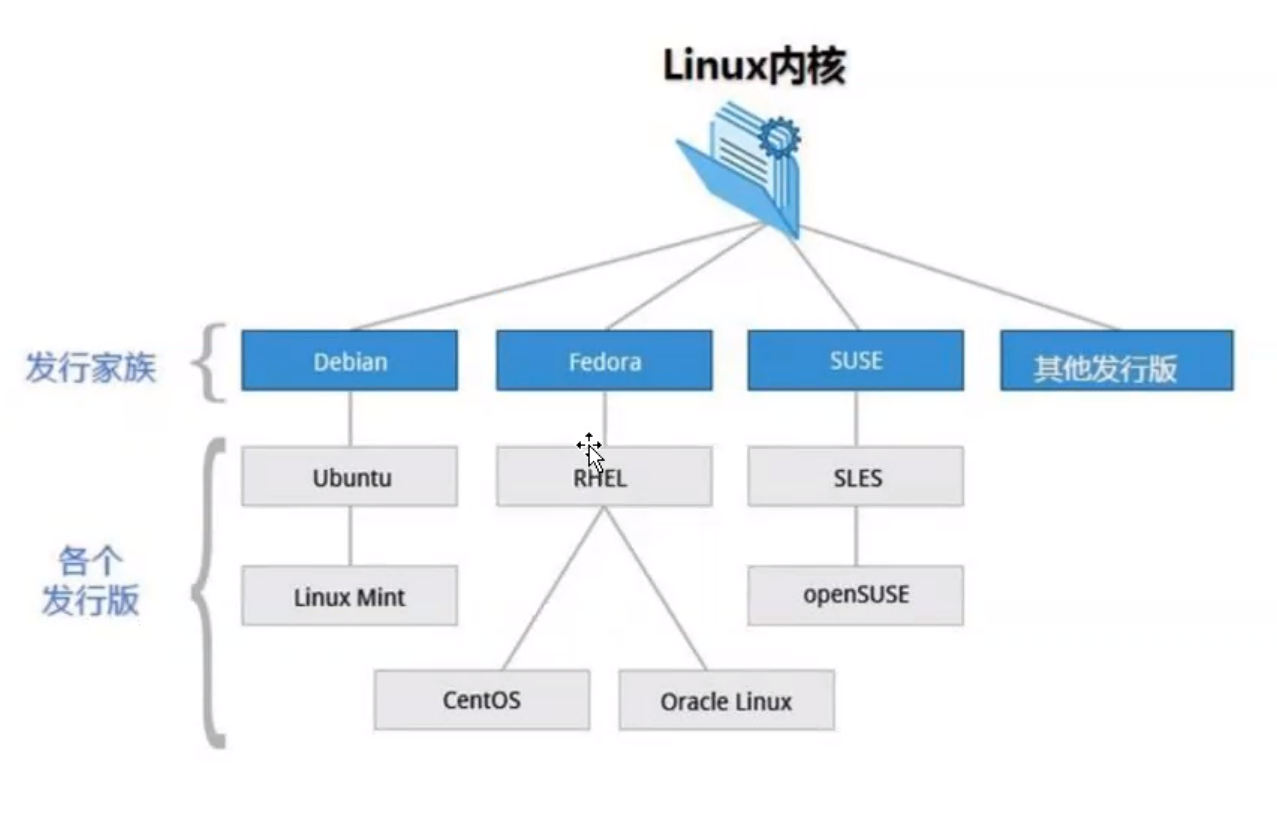 Linux内核
发行家族
Debian
Fedora
SUSE
其他发行版
各个
发行版
Ubuntu
RHEL
SLES
Linux Mint
openSUSE
CentOS
Oracle Linux